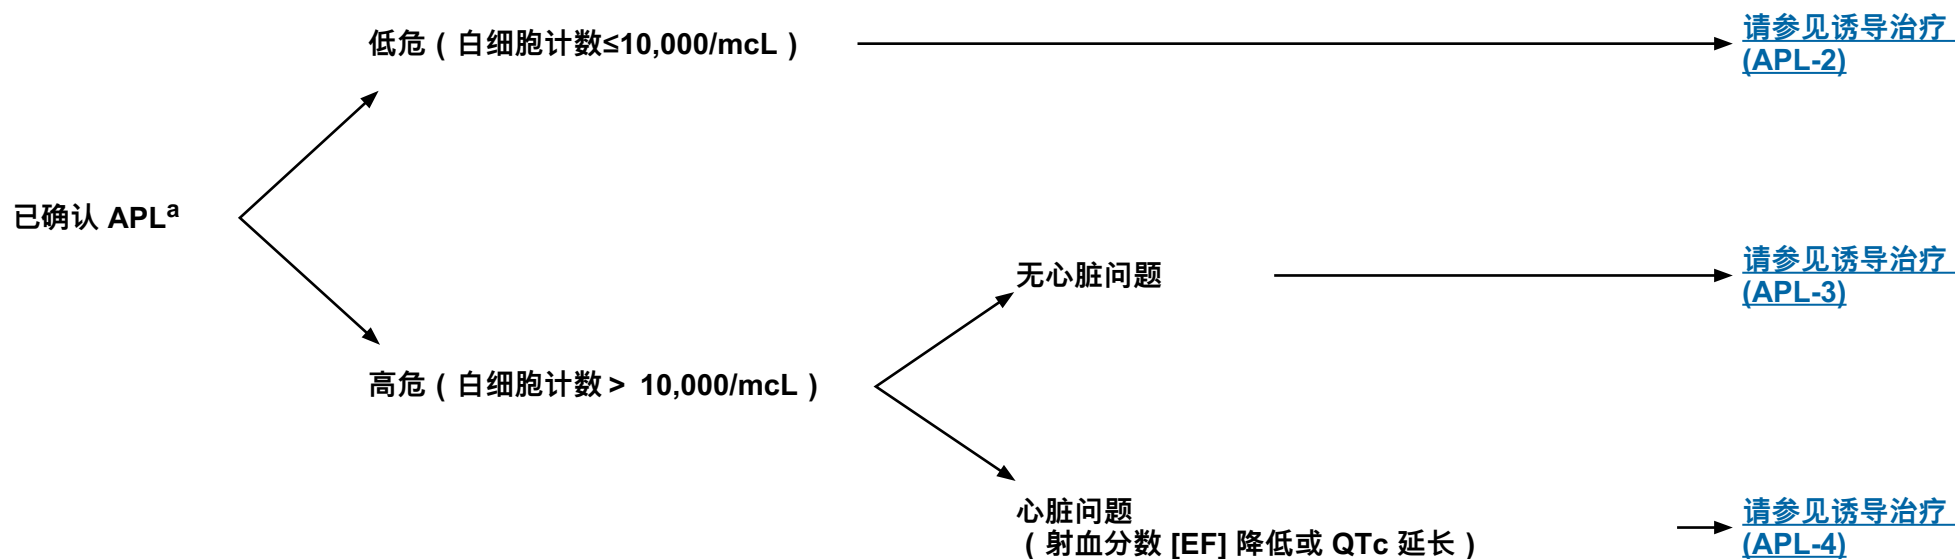 低危（白细胞计数≤10,000/mcL）
请参见诱导治疗
(APL-2)
已确认 APLᵃ
无心脏问题
请参见诱导治疗
(APL-3)
高危（白细胞计数 > 10,000/mcL）
心脏问题
（射血分数 [EF] 降低或 QTc 延长）
请参见诱导治疗
(APL-4)